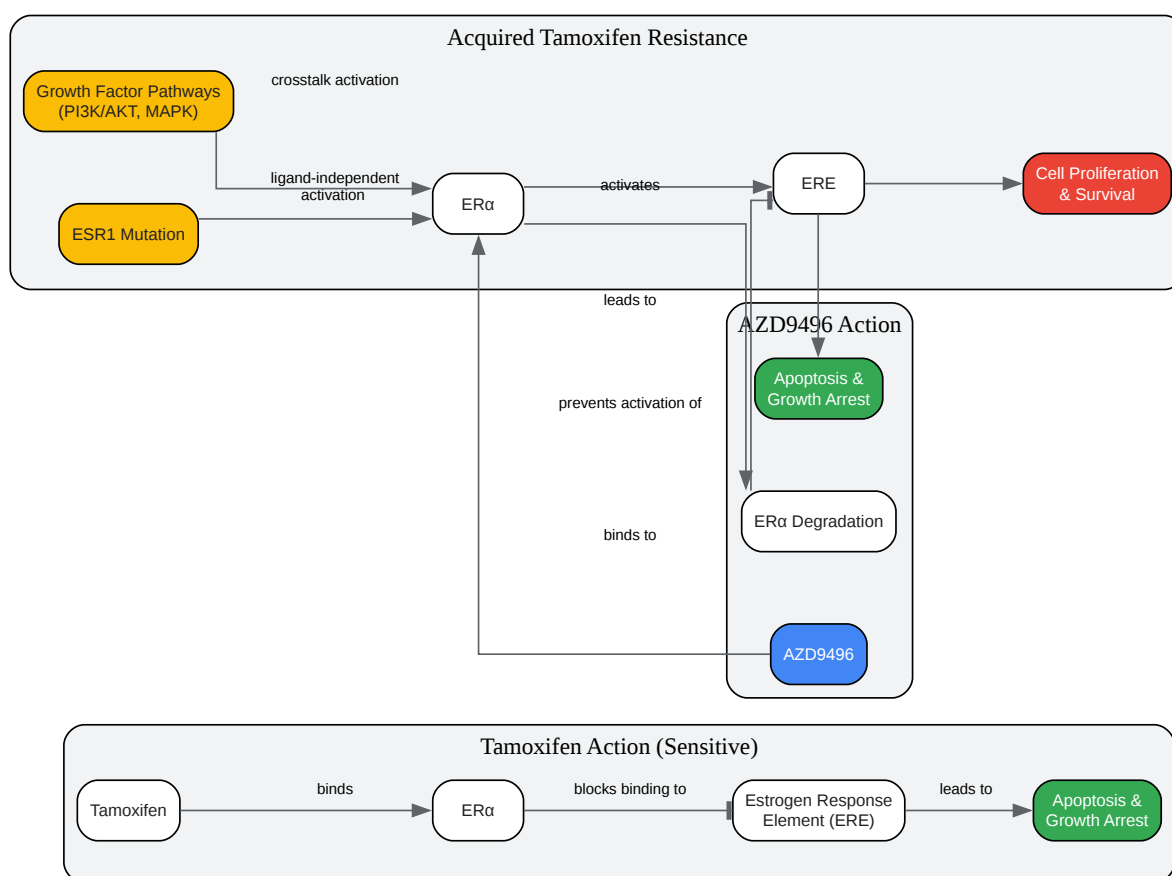 Acquired Tamoxifen Resistance
crosstalk activation
Growth Factor Pathways
(PI3K/AKT, MAPK)
ligand-independent
activation
activates
ERE
Cell Proliferation
& Survival
ERα
ESR1 Mutation
leads to
AZD9496 Action
Apoptosis &
Growth Arrest
prevents activation of
ERα Degradation
binds to
AZD9496
Tamoxifen Action (Sensitive)
Tamoxifen
binds
ERα
blocks binding to
Estrogen Response
Element (ERE)
leads to
Apoptosis &
Growth Arrest